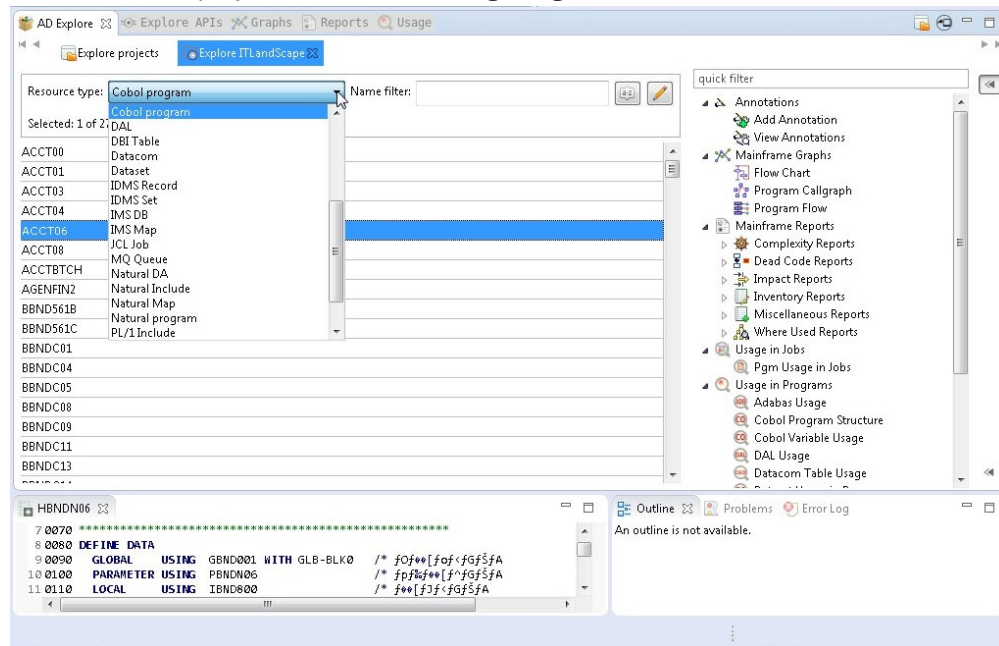 AD Explore Explore APIs Graphs Reports Usage
Explore projects Explore ITLandScape
Resource type: Cobol program Name filter:
Selected: 1 of 27
Cobol program
DAL
DBI Table
Datacom
Dataset
IDMS Record
IDMS Set
IMS DB
IMS Map
JCL Job
MQ Queue
Natural DA
Natural Include
Natural Map
Natural program
PL/1 Include
ACCT00
ACCT01
ACCT03
ACCT04
ACCT06
ACCT08
ACCTBTCH
AGENFIN2
BBND561B
BBND561C
BBNDC01
BBNDC04
BBNDC05
BBNDC08
BBNDC09
BBNDC11
BBNDC13
quick filter
Annotations
Add Annotation
View Annotations
Mainframe Graphs
Flow Chart
Program Callgraph
Program Flow
Mainframe Reports
Complexity Reports
Dead Code Reports
Impact Reports
Inventory Reports
Miscellaneous Reports
Where Used Reports
Usage in Jobs
Pgm Usage in Jobs
Usage in Programs
Adabas Usage
Cobol Program Structure
Cobol Variable Usage
DAL Usage
Datacom Table Usage
HBNDN06
7 0070 ******************************************************
8 0080 DEFINE DATA
9 0090 GLOBAL USING GBND001 WITH GLB-BLK0 /*
10 0100 PARAMETER USING PBNDN06 /*
11 0110 LOCAL USING IBND800 /*
Outline Problems Error Log
An outline is not available.